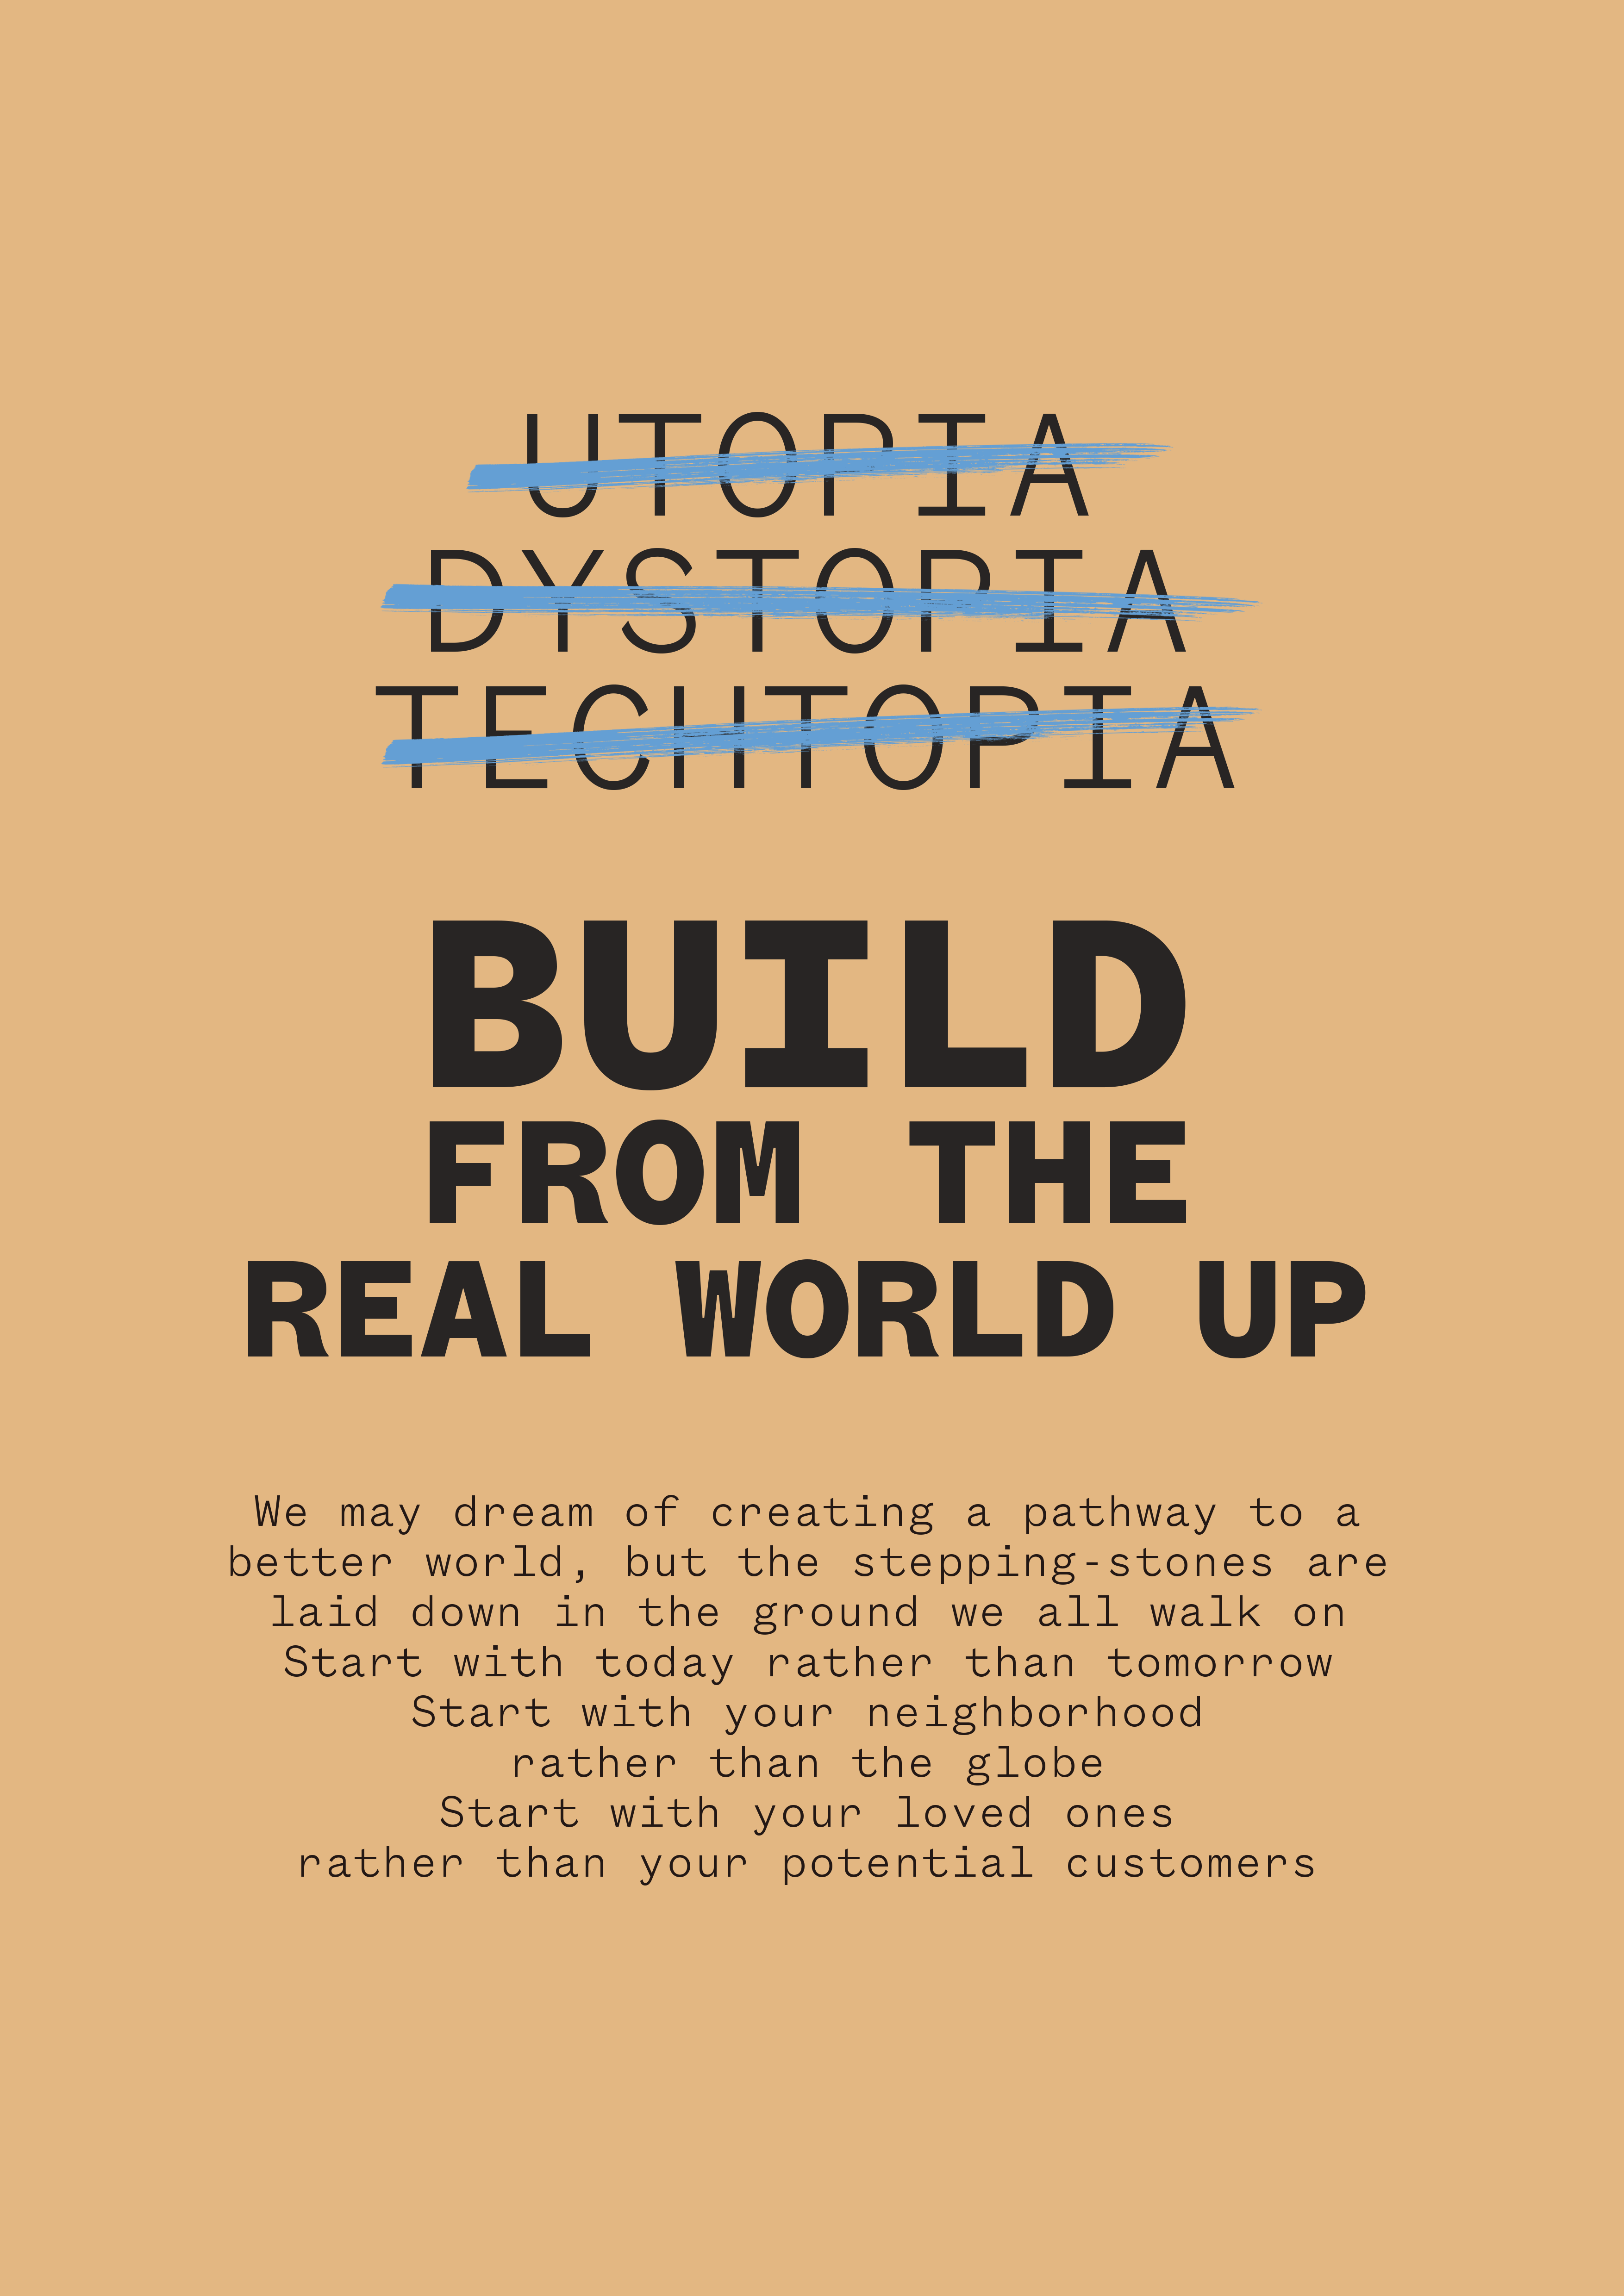 UTOPIA
DYSTOPIA
TECHTOPIA
BUILD
FROM THE
REAL WORLD UP
We may dream of creating a pathway to a
better world, but the stepping-stones are
laid down in the ground we all walk on
Start with today rather than tomorrow
Start with your neighborhood
rather than the globe
Start with your loved ones
rather than your potential customers